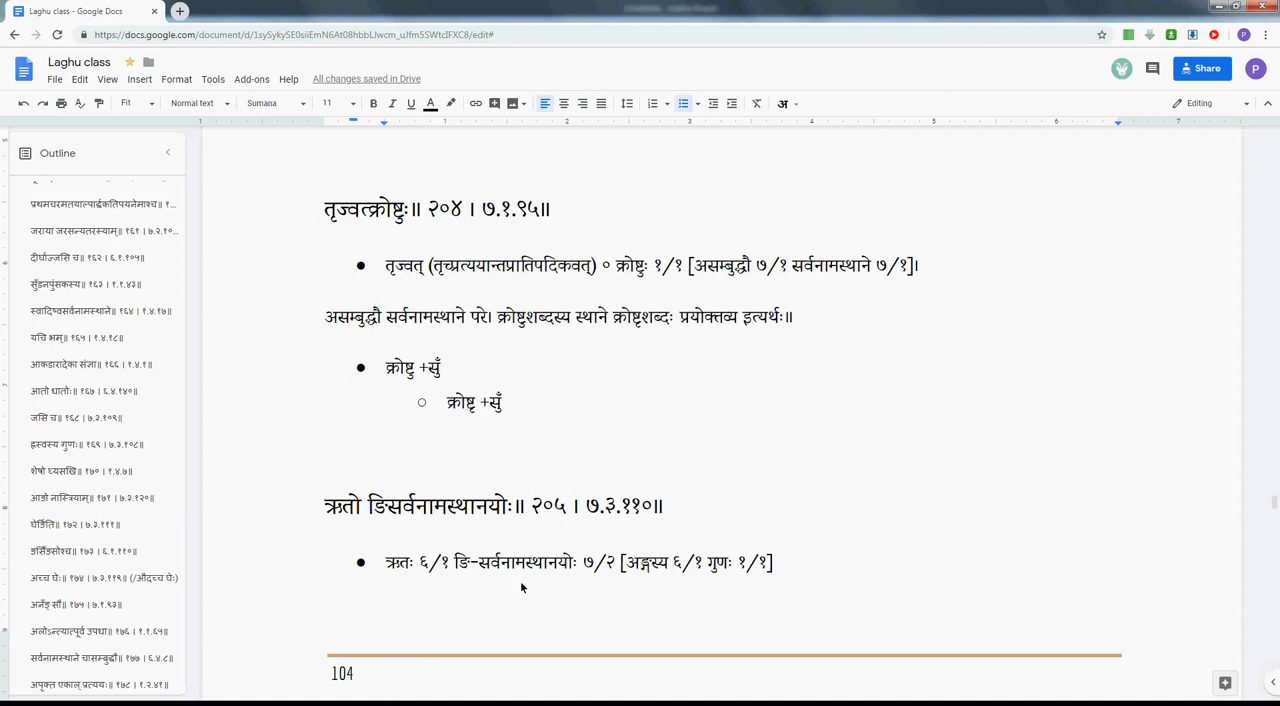 Laghu class - Google Docs
https://docs.google.com/document/d/1sySykySE0siiEmN6At08hbbLJwcm_uJfm5SWtcIFXC8/edit#
Laghu class
Share
P
File Edit View Insert Format Tools Add-ons Help All changes saved in Drive
Fit Normal text Sumana 11 B I U A अ Editing
1 1 2 3 4 5 6 7
Outline
प्रथमचरमतयाल्पार्द्धकतिपयनेमाश्च॥ १...
जराया जरसन्यतरस्याम्॥ १६१ । ७.२.१०...
दीर्घाज्जसि च॥ १६२ । ६.१.१०५॥
सुँडनपुंसकस्य॥ १६३ । १.१.४३॥
स्वादिष्वसर्वनामस्थाने॥ १६४ । १.४.१७॥
यचि भम्॥ १६५ । १.४.१८॥
आकडारादेका संज्ञा॥ १६६ । १.४.१॥
आतो धातोः॥ १६७ । ६.४.१४०॥
जसि च॥ १६८ । ७.३.१०९॥
ह्रस्वस्य गुणः॥ १६९ । ७.३.१०८॥
शेषो घ्यसखि॥ १७० । १.४.७॥
आङो नास्त्रियाम्॥ १७१ । ७.३.१२०॥
घेर्ङिति॥ १७२ । ७.३.१११॥
ङसिँङसोश्च॥ १७३ । ६.१.११०॥
अच्च घेः॥ १७४ । ७.३.११९॥ (/औदच्च घेः)
अनँङ् सौ॥ १७५ । ७.१.९३॥
अलोऽन्त्यात्पूर्व उपधा॥ १७६ । १.१.६५॥
सर्वनामस्थाने चासम्बुद्धौ॥ १७७ । ६.४.८॥
अपृक्त एकाल् प्रत्ययः॥ १७८ । १.२.४१॥
तृज्वत्क्रोष्टुः॥ २०४ । ७.१.९५॥
● तृज्वत् (तृच्प्रत्ययान्तप्रातिपदिकवत्) ० क्रोष्टुः १/१ [असम्बुद्धौ ७/१ सर्वनामस्थाने ७/१]।
असम्बुद्धौ सर्वनामस्थाने परे। क्रोष्टुशब्दस्य स्थाने क्रोष्टृशब्दः प्रयोक्तव्य इत्यर्थः॥
● क्रोष्टु +सुँ
○ क्रोष्टृ +सुँ
ऋतो ङिसर्वनामस्थानयोः॥ २०५ । ७.३.११०॥
● ऋतः ६/१ ङि-सर्वनामस्थानयोः ७/२ [अङ्गस्य ६/१ गुणः १/१]
104